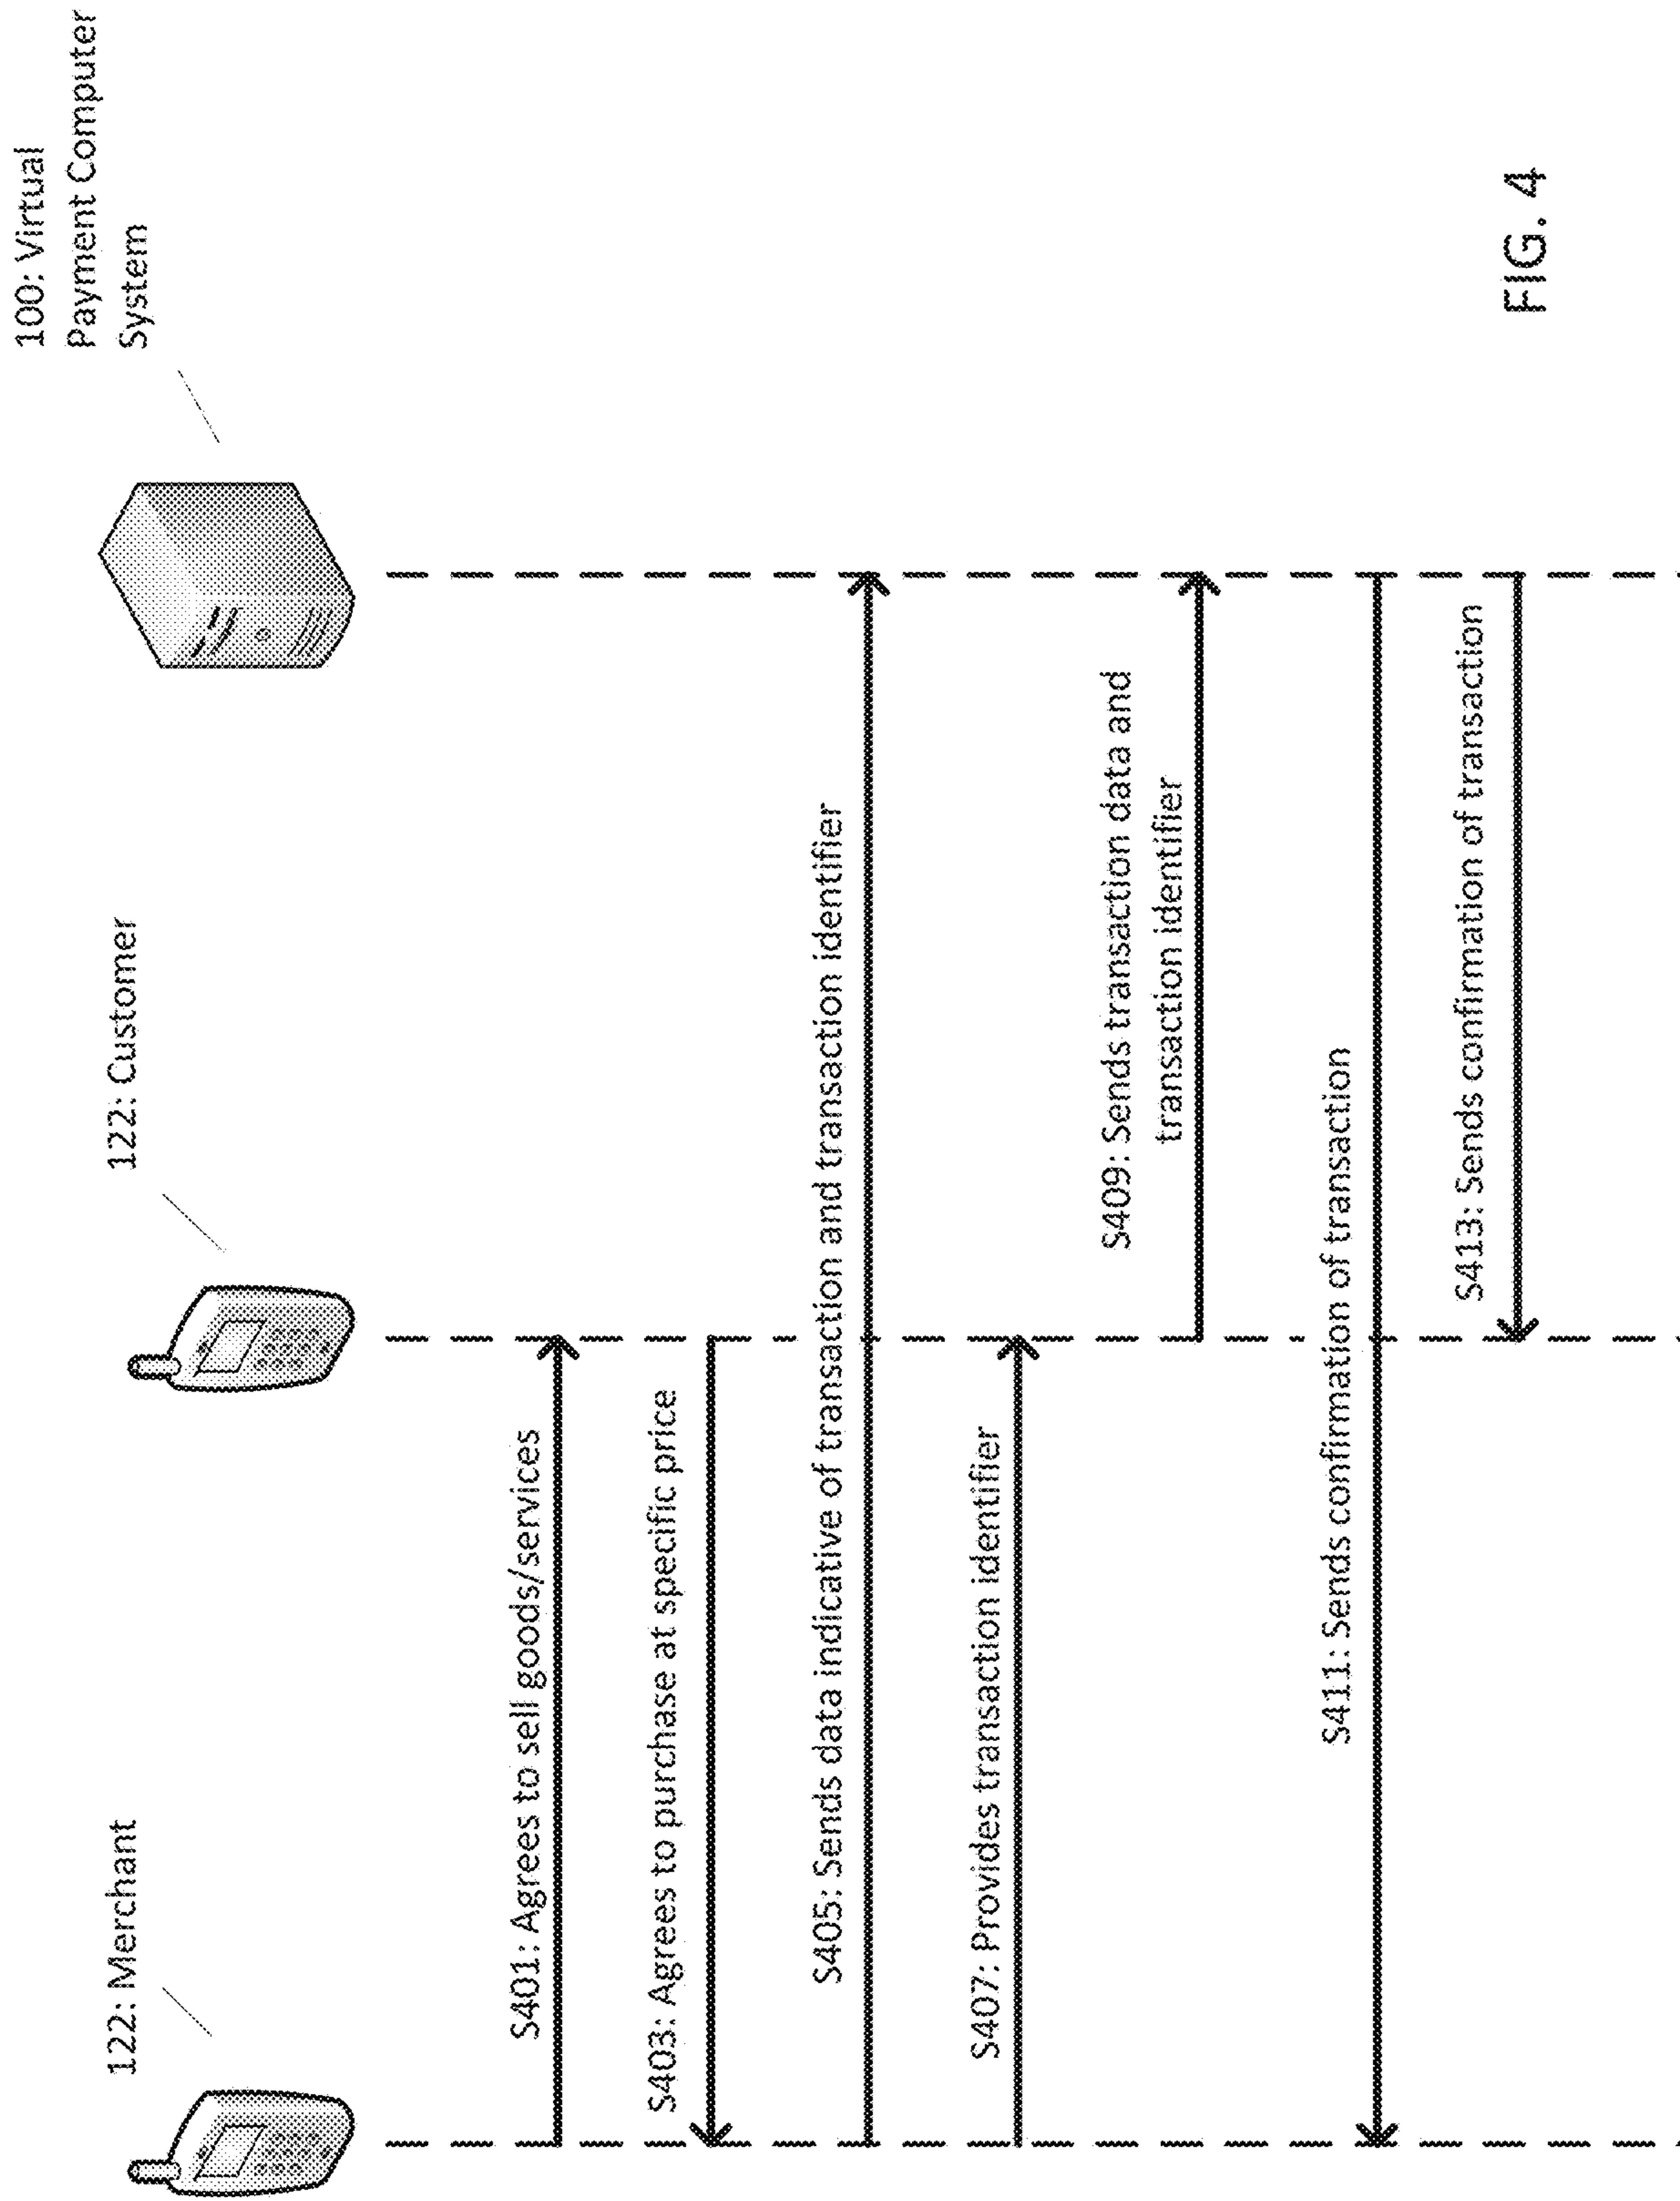 122: Merchant
122: Customer
100: Virtual
Payment Computer
System
S401: Agrees to sell goods/services
S403: Agrees to purchase at specific price
S405: Sends data indicative of transaction and transaction identifier
S407: Provides transaction identifier
S409: Sends transaction data and
transaction identifier
S411: Sends confirmation of transaction
S413: Sends confirmation of transaction
FIG. 4